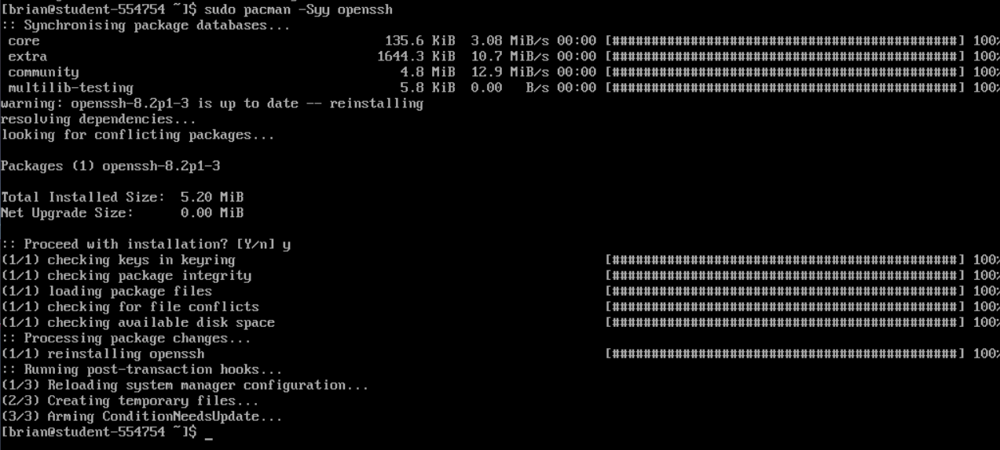 [brian@student-554754 ~]$ sudo pacman -Syy openssh
:: Synchronising package databases...
 core 135.6 KiB 3.08 MiB/s 00:00 [############################################] 100%
 extra 1644.3 KiB 10.7 MiB/s 00:00 [############################################] 100%
 community 4.8 MiB 12.9 MiB/s 00:00 [############################################] 100%
 multilib-testing 5.8 KiB 0.00 B/s 00:00 [############################################] 100%
warning: openssh-8.2p1-3 is up to date -- reinstalling
resolving dependencies...
looking for conflicting packages...

Packages (1) openssh-8.2p1-3

Total Installed Size: 5.20 MiB
Net Upgrade Size: 0.00 MiB

:: Proceed with installation? [Y/n] y
(1/1) checking keys in keyring [############################################] 100%
(1/1) checking package integrity [############################################] 100%
(1/1) loading package files [############################################] 100%
(1/1) checking for file conflicts [############################################] 100%
(1/1) checking available disk space [############################################] 100%
:: Processing package changes...
(1/1) reinstalling openssh [############################################] 100%
:: Running post-transaction hooks...
(1/3) Reloading system manager configuration...
(2/3) Creating temporary files...
(3/3) Arming ConditionNeedsUpdate...
[brian@student-554754 ~]$ _